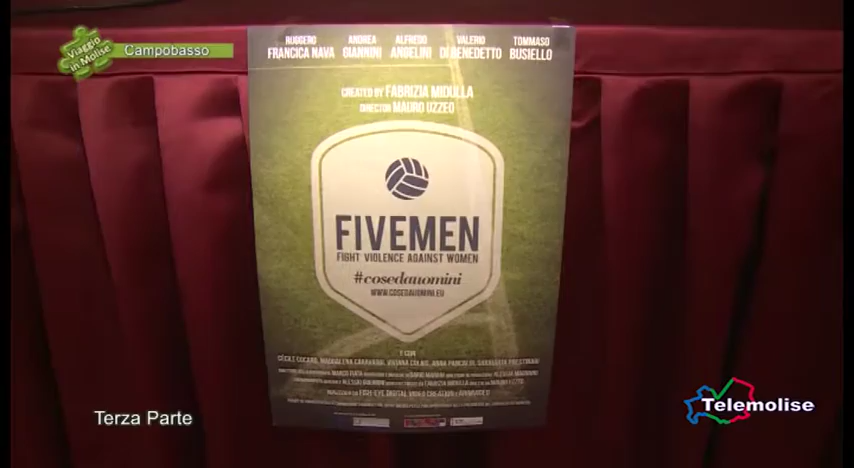 Viaggio
in Molise
Campobasso
RUGGERO FRANCICA NAVA
ANDREA GIANNINI
ALFREDO ANGELINI
VALERIO DI BENEDETTO
TOMMASO BUSIELLO
CREATED BY FABRIZIA MIDULLA
DIRECTOR MAURO UZZEO
FIVEMEN
FIGHT VIOLENCE AGAINST WOMEN
#cosedauomini
WWW.COSEDAUOMINI.EU
E CON
Terza Parte
Telemolise